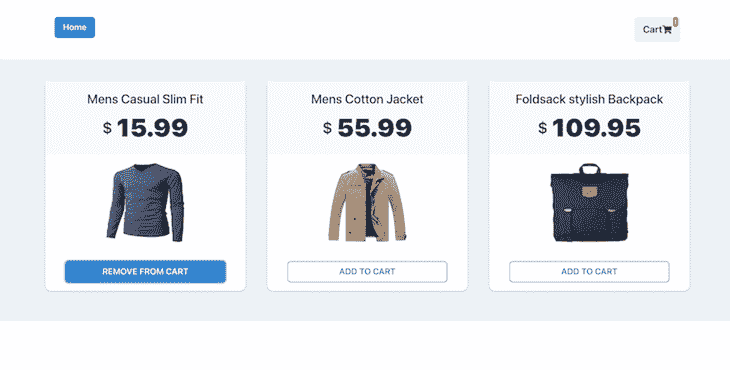 Home
Cart
Mens Casual Slim Fit
$ 15.99
REMOVE FROM CART
Mens Cotton Jacket
$ 55.99
ADD TO CART
Foldsack stylish Backpack
$ 109.95
ADD TO CART